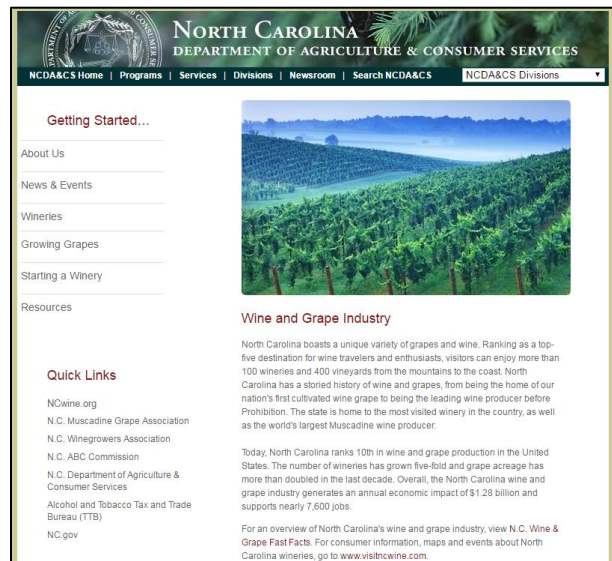 NORTH CAROLINA
DEPARTMENT OF AGRICULTURE & CONSUMER SERVICES
NCDA&CS Home | Programs | Services | Divisions | Newsroom | Search NCDA&CS
NCDA&CS Divisions
Getting Started...
About Us
News & Events
Wineries
Growing Grapes
Starting a Winery
Resources
Quick Links
NCwine.org
N.C. Muscadine Grape Association
N.C. Winegrowers Association
N.C. ABC Commission
N.C. Department of Agriculture &
Consumer Services
Alcohol and Tobacco Tax and Trade
Bureau (TTB)
NC.gov
Wine and Grape Industry
North Carolina boasts a unique variety of grapes and wine. Ranking as a top-
five destination for wine travelers and enthusiasts, visitors can enjoy more than
100 wineries and 400 vineyards from the mountains to the coast. North
Carolina has a storied history of wine and grapes, from being the home of our
nation's first cultivated wine grape to being the leading wine producer before
Prohibition. The state is home to the most visited winery in the country, as well
as the world's largest Muscadine wine producer.
Today, North Carolina ranks 10th in wine and grape production in the United
States. The number of wineries has grown five-fold and grape acreage has
more than doubled in the last decade. Overall, the North Carolina wine and
grape industry generates an annual economic impact of $1.28 billion and
supports nearly 7,600 jobs.
For an overview of North Carolina's wine and grape industry, view N.C. Wine &
Grape Fast Facts. For consumer information, maps and events about North
Carolina wineries, go to www.visitncwine.com.